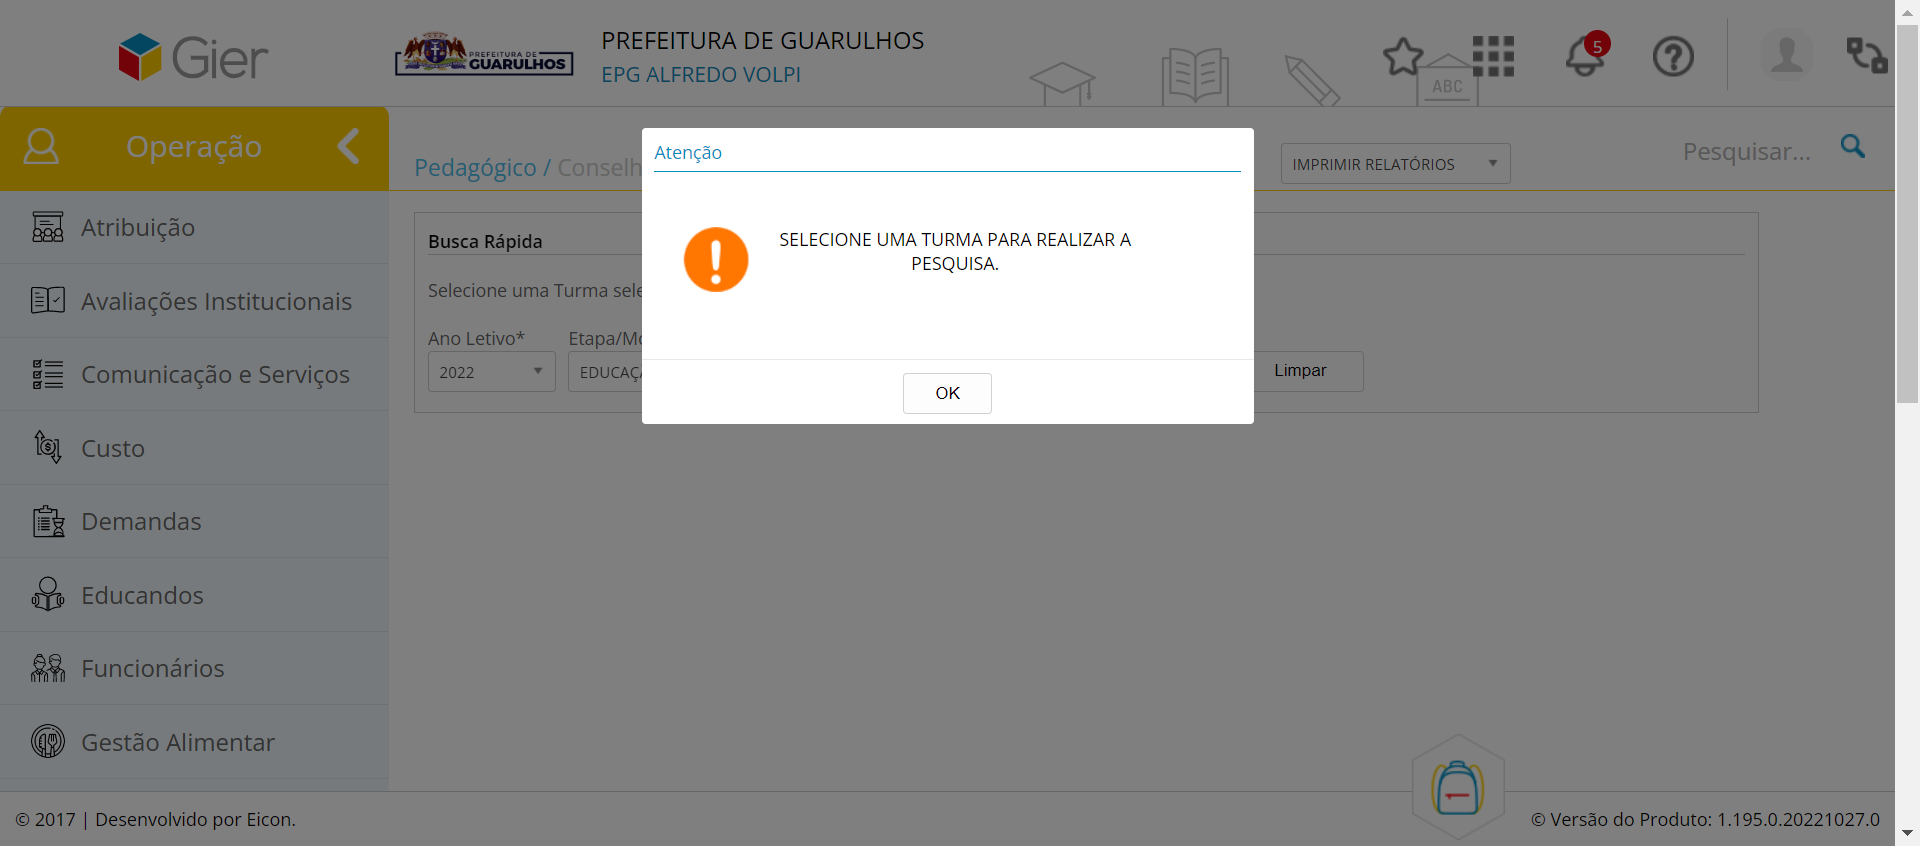 Gier
PREFEITURA DE
GUARULHOS
PREFEITURA DE GUARULHOS
EPG ALFREDO VOLPI
ABC
5
Operação
Pedagógico / Conselh
IMPRIMIR RELATÓRIOS
Pesquisar...
Atenção
SELECIONE UMA TURMA PARA REALIZAR A
PESQUISA.
OK
Atribuição
Avaliações Institucionais
Comunicação e Serviços
Custo
Demandas
Educandos
Funcionários
Gestão Alimentar
Busca Rápida
Selecione uma Turma sele
Ano Letivo*
Etapa/Mo
2022
EDUCAÇA
Limpar
© 2017 | Desenvolvido por Eicon.
© Versão do Produto: 1.195.0.20221027.0